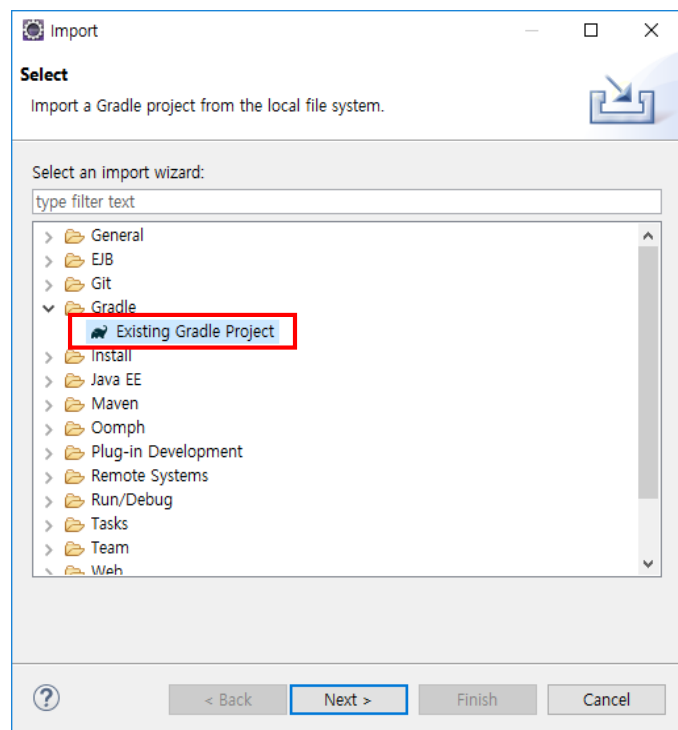 Import
Select
Import a Gradle project from the local file system.
Select an import wizard:
type filter text
General
EJB
Git
Gradle
Existing Gradle Project
Install
Java EE
Maven
Oomph
Plug-in Development
Remote Systems
Run/Debug
Tasks
Team
Web
?
< Back Next > Finish Cancel